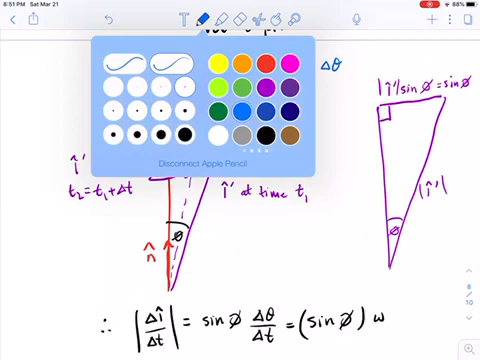 8:51 PM Sat Mar 21
88%
Δθ
|î'|sin ø = sin ø
Disconnect Apple Pencil
î'
t₂ = t₁ + Δt
î' at time t₁
|î'|
ø
n̂
ø
8
10
∴ |Δî/Δt| = sin ø Δθ/Δt = (sin ø) ω